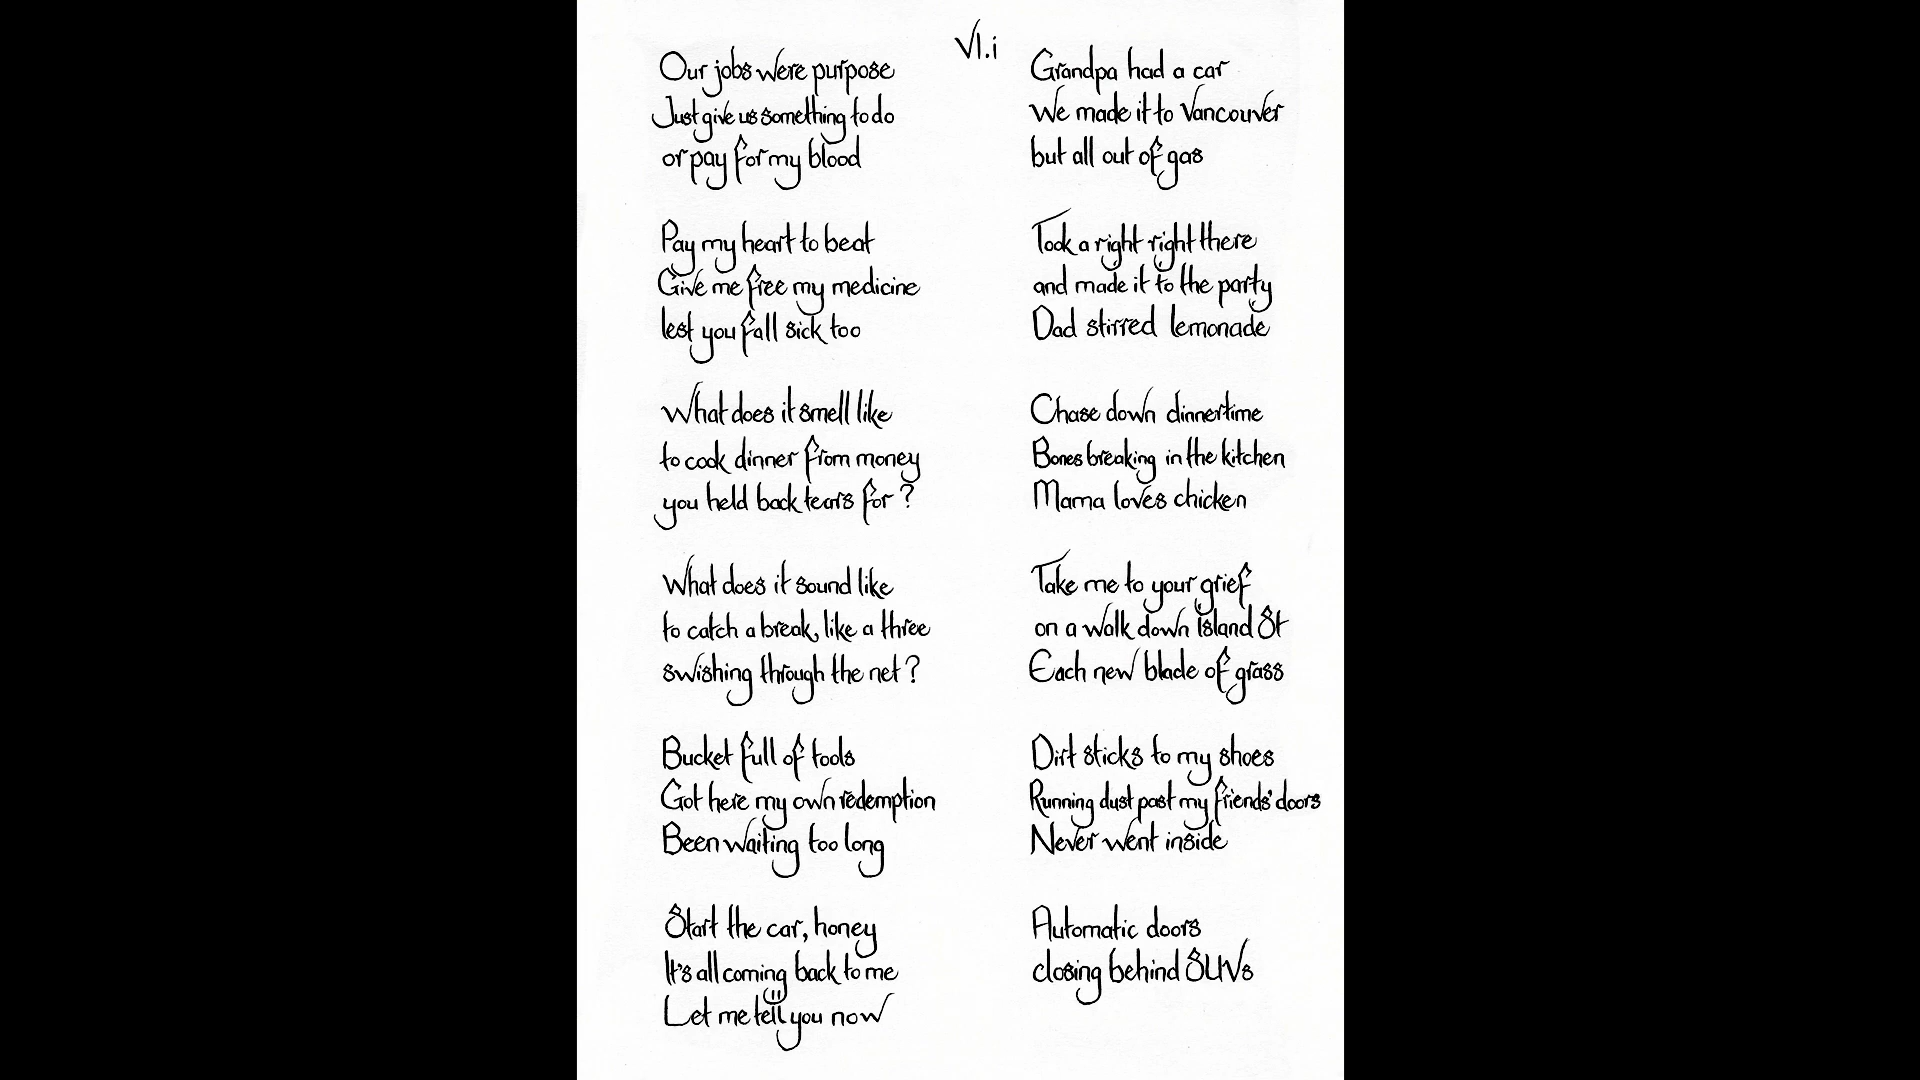 VI.i
Our jobs were purpose
Just give us something to do
or pay for my blood
Pay my heart to beat
Give me free my medicine
lest you fall sick too
What does it smell like
to cook dinner from money
you held back tears for?
What does it sound like
to catch a break, like a three
swishing through the net?
Bucket full of tools
Got here my own redemption
Been waiting too long
Start the car, honey
It's all coming back to me
Let me tell you now
Grandpa had a car
We made it to Vancouver
but all out of gas
Took a right right there
and made it to the party
Dad stirred lemonade
Chase down dinnertime
Bones breaking in the kitchen
Mama loves chicken
Take me to your grief
on a walk down Island St
Each new blade of grass
Dirt sticks to my shoes
Running dust past my friends' doors
Never went inside
Automatic doors
closing behind SUVs